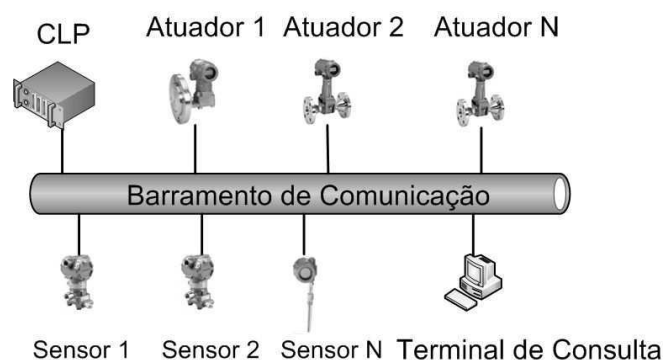 CLP
Atuador 1
Atuador 2
Atuador N
Barramento de Comunicação
Sensor 1
Sensor 2
Sensor N
Terminal de Consulta